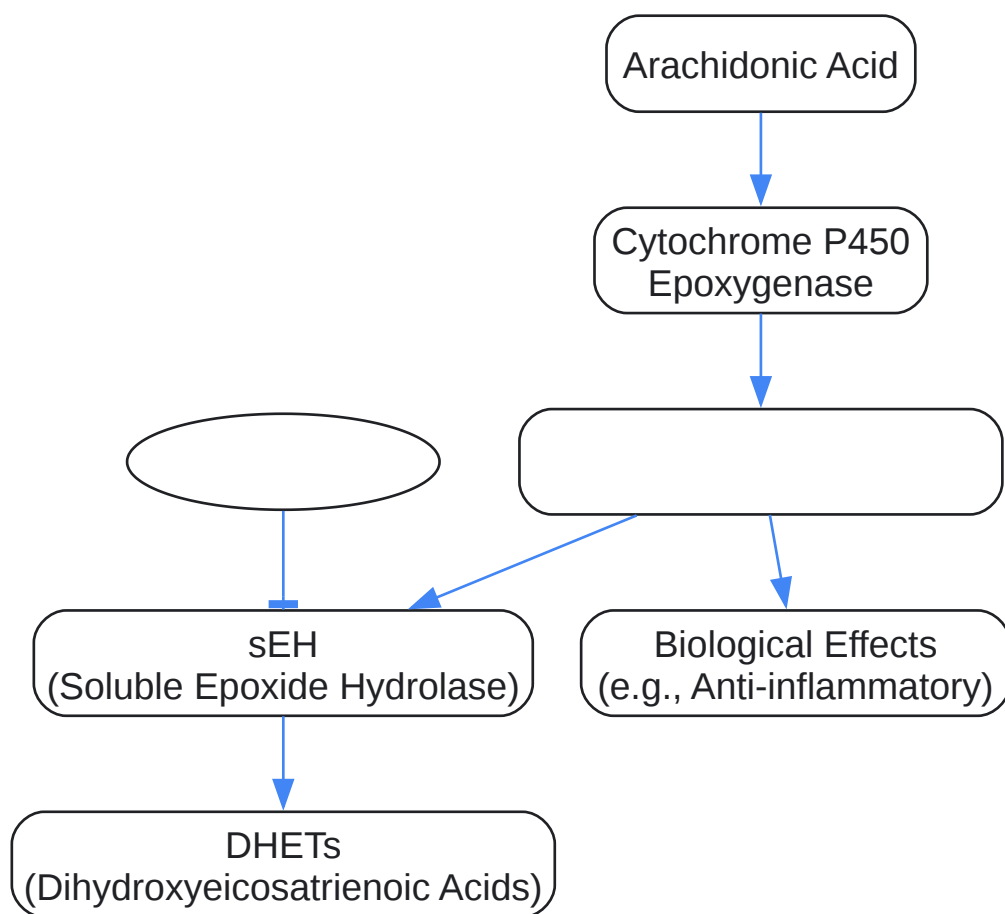 Arachidonic Acid
Cytochrome P450
Epoxygenase
sEH
(Soluble Epoxide Hydrolase)
Biological Effects
(e.g., Anti-inflammatory)
DHETs
(Dihydroxyeicosatrienoic Acids)